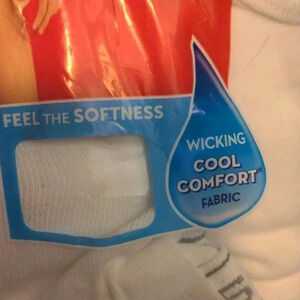 FEEL THE SOFTNESS
WICKING
COOL
COMFORT®
FABRIC